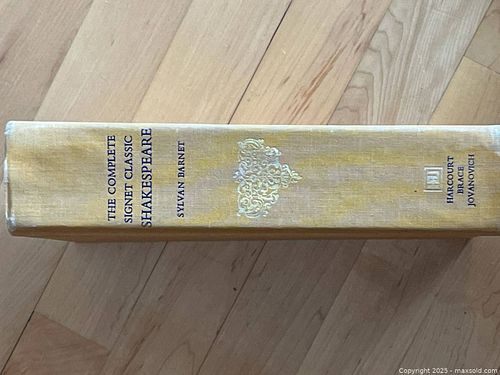 THE COMPLETE
SIGNET CLASSIC
SHAKESPEARE
SYLVAN BARNET
HARCOURT
BRACE
JOVANOVICH
Copyright 2025 - maxsold.com